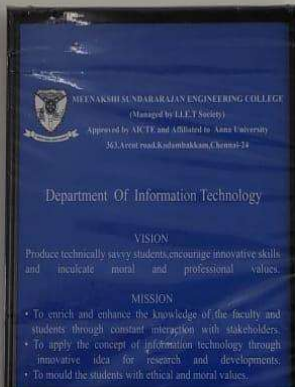 MEENAKSHI SUNDARARAJAN ENGINEERING COLLEGE
(Managed by I.I.E.T Society)
Approved by AICTE and Affiliated to Anna University
363,Arcot road,Kodambakkam,Chennai-24
Department Of Information Technology
VISION
Produce technically savvy students,encourage innovative skills
and inculcate moral and professional values.
MISSION
• To enrich and enhance the knowledge of the faculty and
students through constant interaction with stakeholders.
• To apply the concept of information technology through
innovative idea for research and developments.
• To mould the students with ethical and moral values.